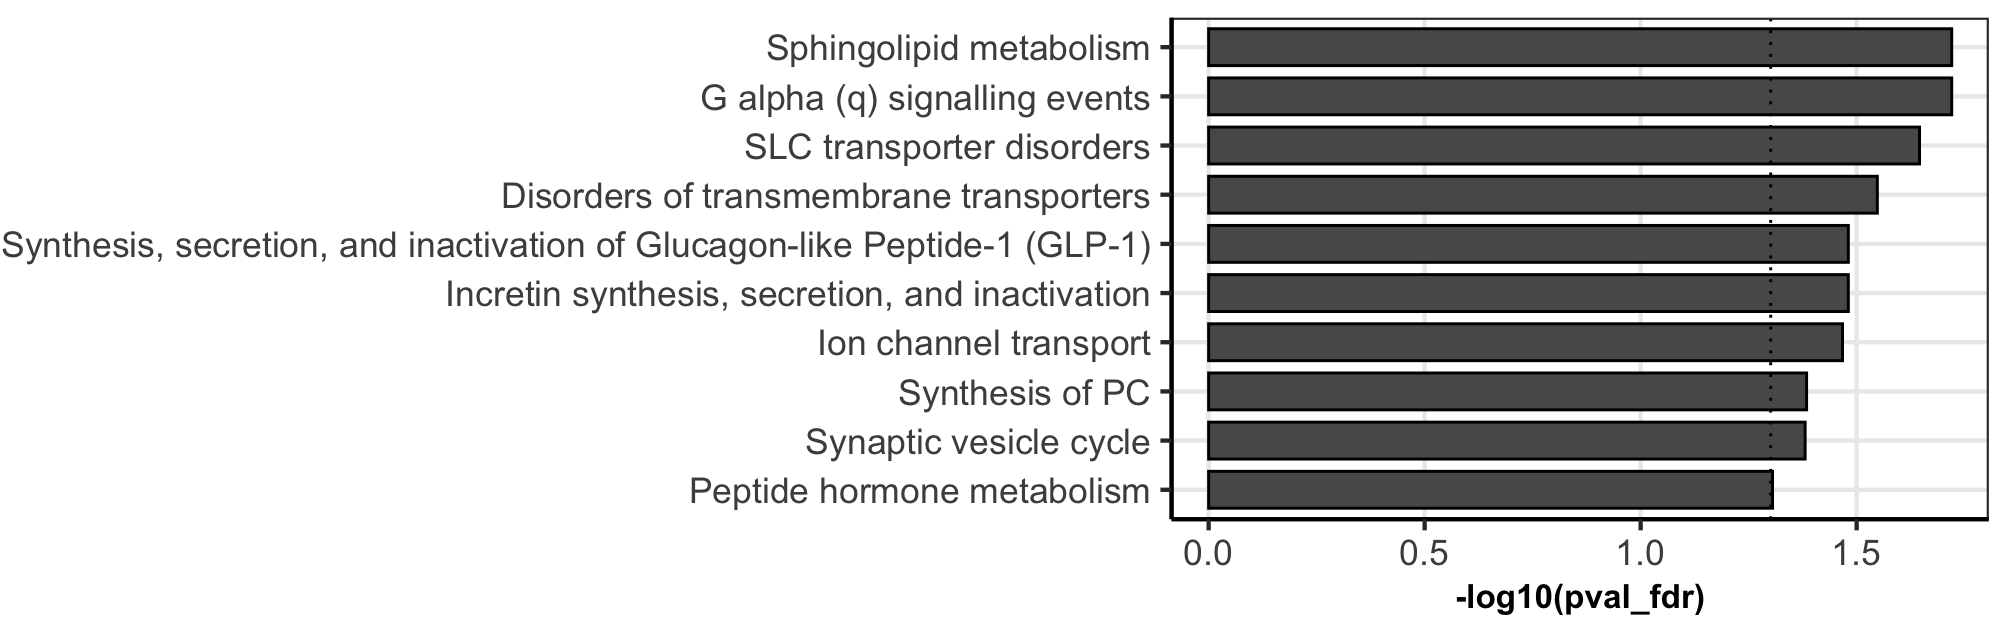 Sphingolipid metabolism
G alpha (q) signalling events
SLC transporter disorders
Disorders of transmembrane transporters
Synthesis, secretion, and inactivation of Glucagon-like Peptide-1 (GLP-1)
Incretin synthesis, secretion, and inactivation
Ion channel transport
Synthesis of PC
Synaptic vesicle cycle
Peptide hormone metabolism
0.0 0.5 1.0 1.5
-log10(pval_fdr)